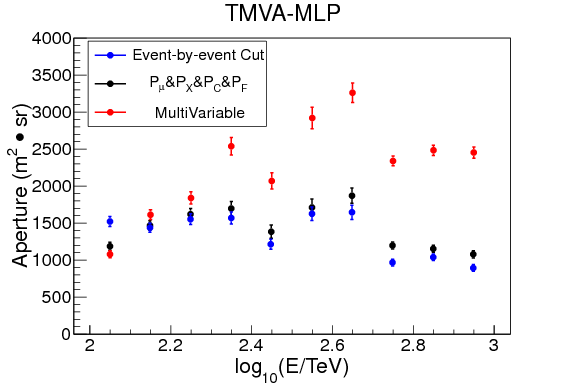 TMVA-MLP
Aperture (m² • sr)
4000
3500
3000
2500
2000
1500
1000
500
0
Event-by-event Cut
Pμ&PX&PC&PF
MultiVariable
2 2.2 2.4 2.6 2.8 3
log₁₀(E/TeV)